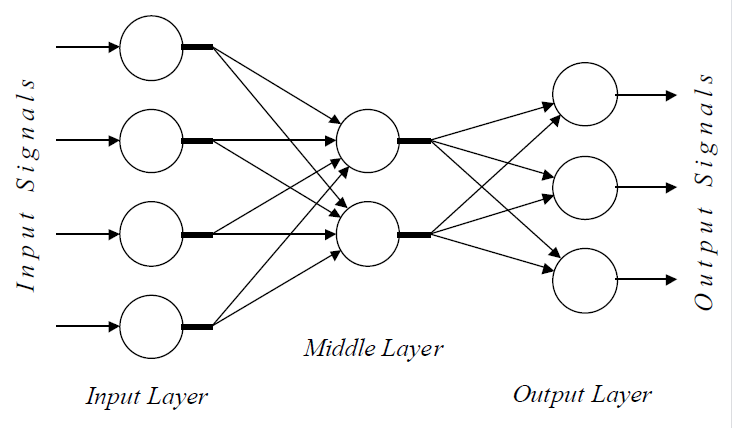 Input Signals
Middle Layer
Input Layer
Output Layer
Output Signals